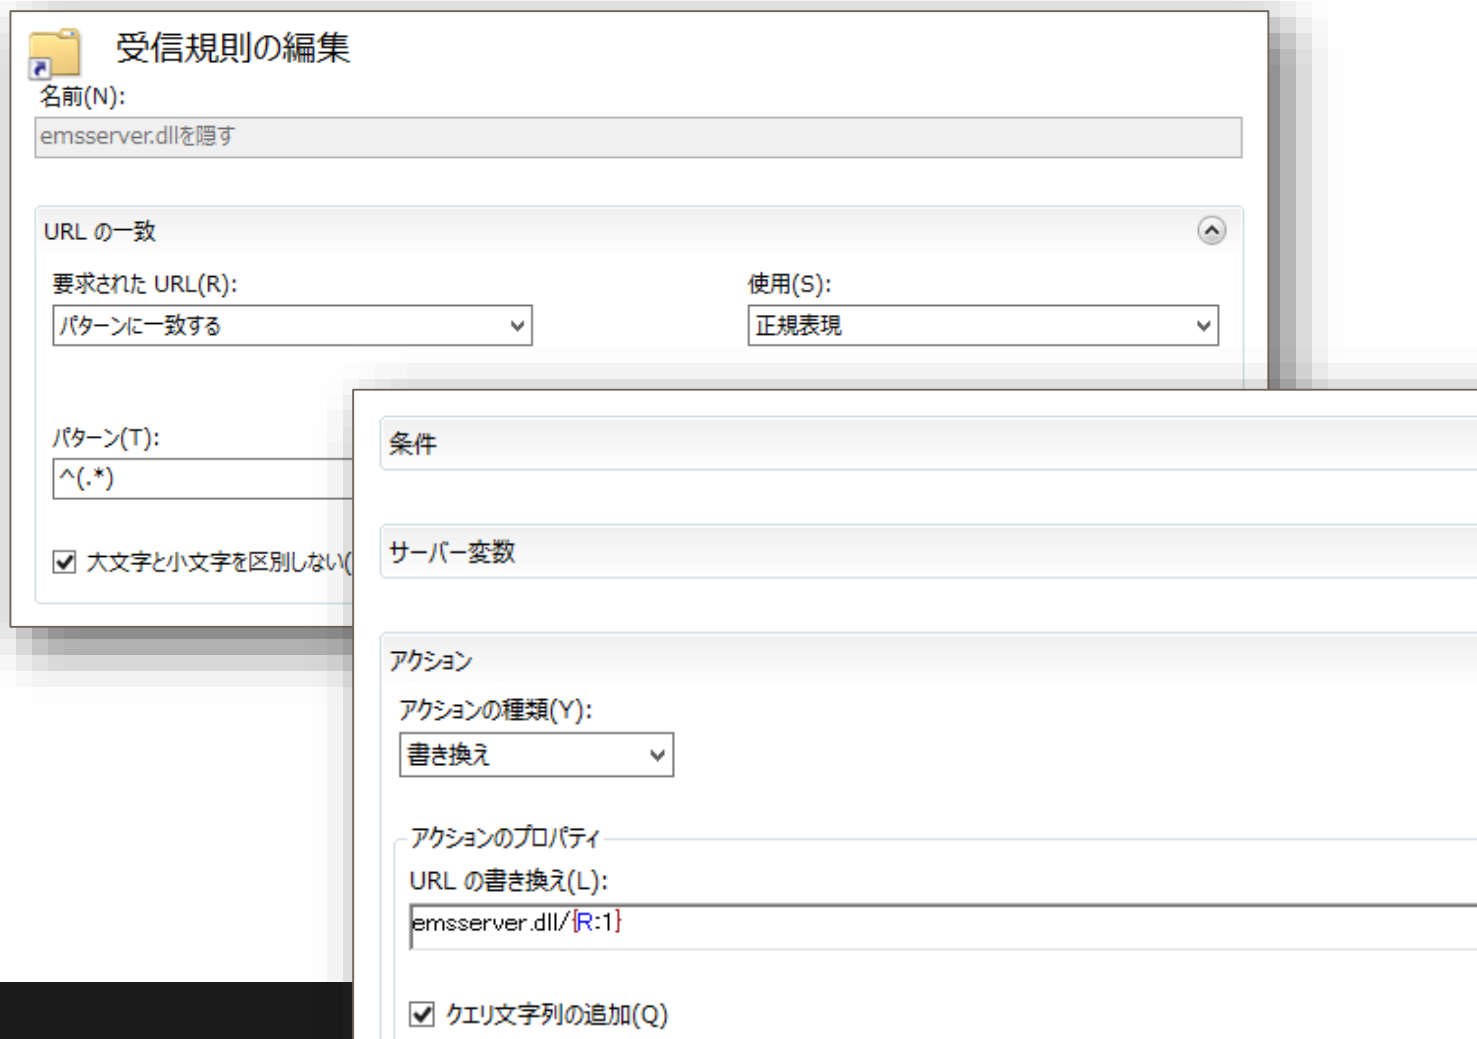 受信規則の編集
名前(N):
emsserver.dllを隠す
URL の一致
要求された URL(R):
使用(S):
パターンに一致する
正規表現
パターン(T):
^(.*)
大文字と小文字を区別しない(
条件
サーバー変数
アクション
アクションの種類(Y):
書き換え
アクションのプロパティ
URL の書き換え(L):
emsserver.dll/{R:1}
クエリ文字列の追加(Q)